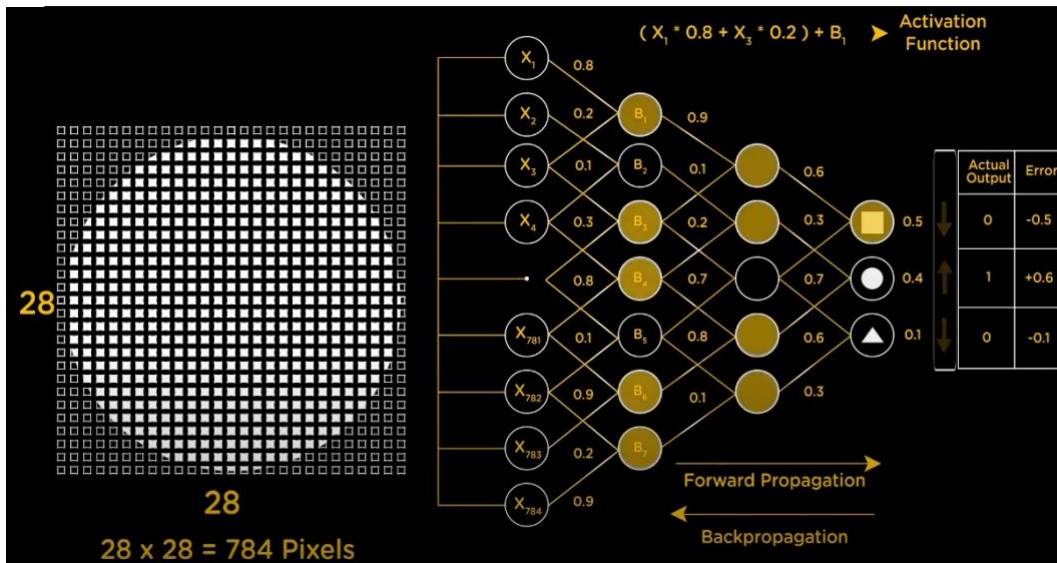 ( X₁ * 0.8 + X₃ * 0.2 ) + B₁
Activation
Function
28
28
28 x 28 = 784 Pixels
X₁
X₂
X₃
X₄
X₇₈₁
X₇₈₂
X₇₈₃
X₇₈₄
0.8
0.2
0.1
0.3
0.8
0.1
0.9
0.2
0.9
B₁
B₂
B₃
B₄
B₅
B₆
B₇
0.9
0.1
0.2
0.7
0.8
0.1
0.6
0.3
0.7
0.6
0.3
0.5
0.4
0.1
Actual Output Error
0 -0.5
1 +0.6
0 -0.1
Forward Propagation
Backpropagation